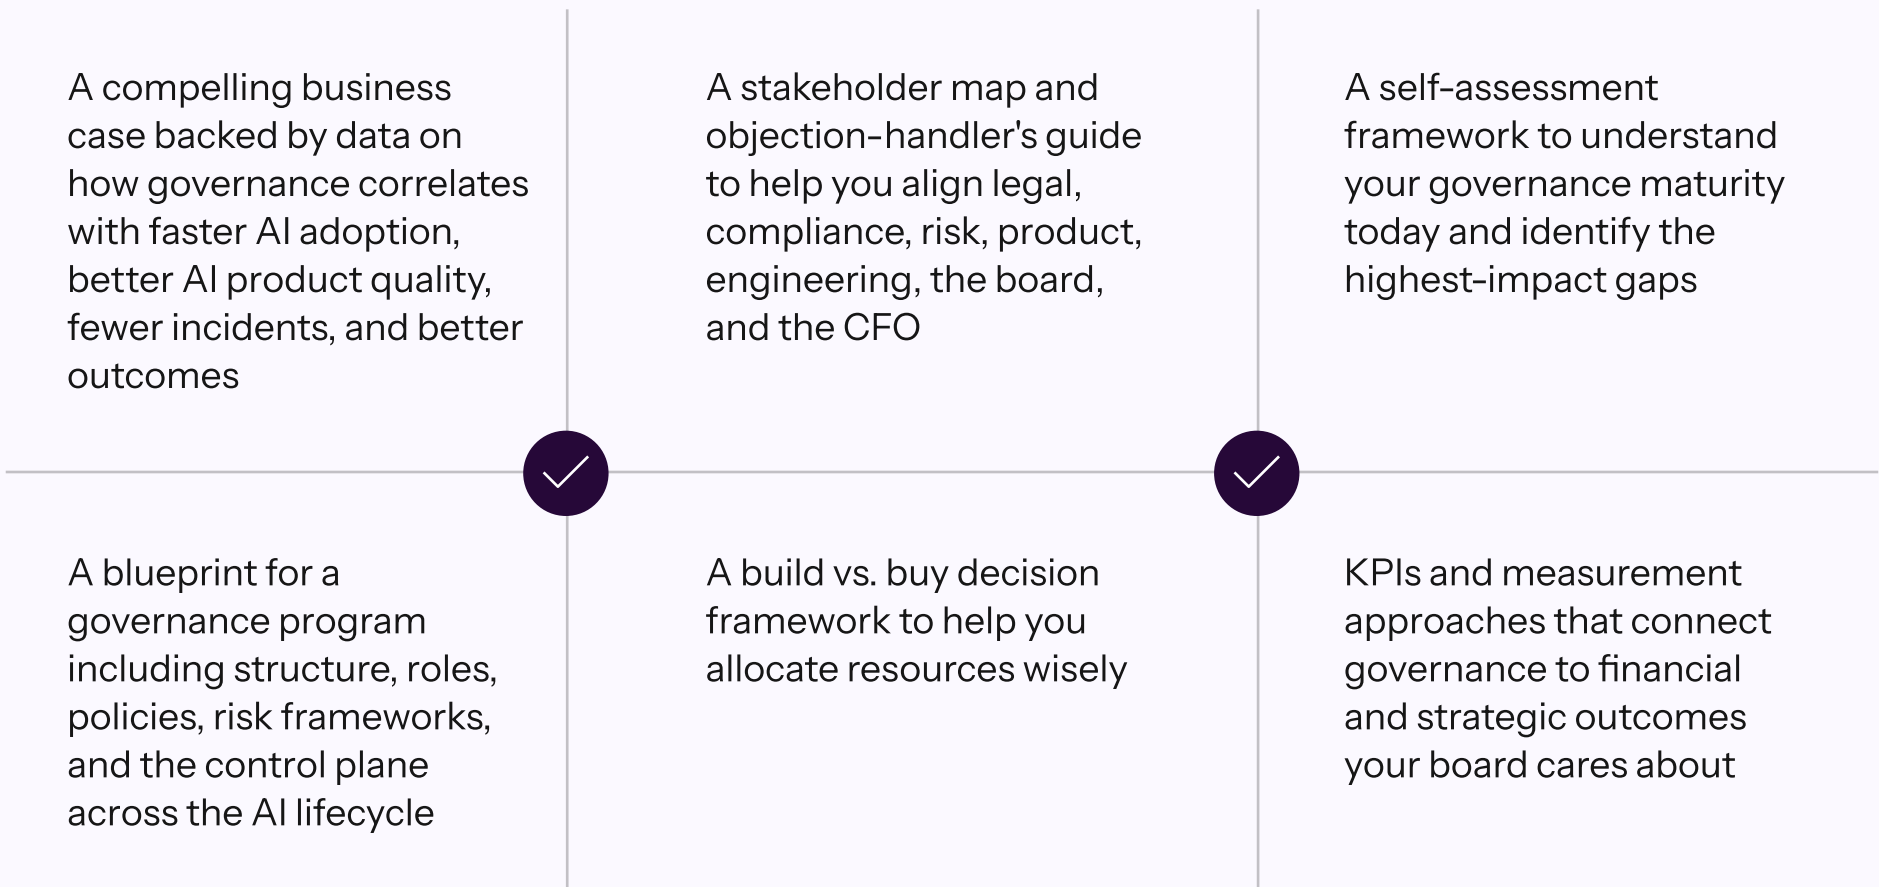 A compelling business
case backed by data on
how governance correlates
with faster AI adoption,
better AI product quality,
fewer incidents, and better
outcomes
A stakeholder map and
objection-handler's guide
to help you align legal,
compliance, risk, product,
engineering, the board,
and the CFO
A self-assessment
framework to understand
your governance maturity
today and identify the
highest-impact gaps
A blueprint for a
governance program
including structure, roles,
policies, risk frameworks,
and the control plane
across the AI lifecycle
A build vs. buy decision
framework to help you
allocate resources wisely
KPIs and measurement
approaches that connect
governance to financial
and strategic outcomes
your board cares about